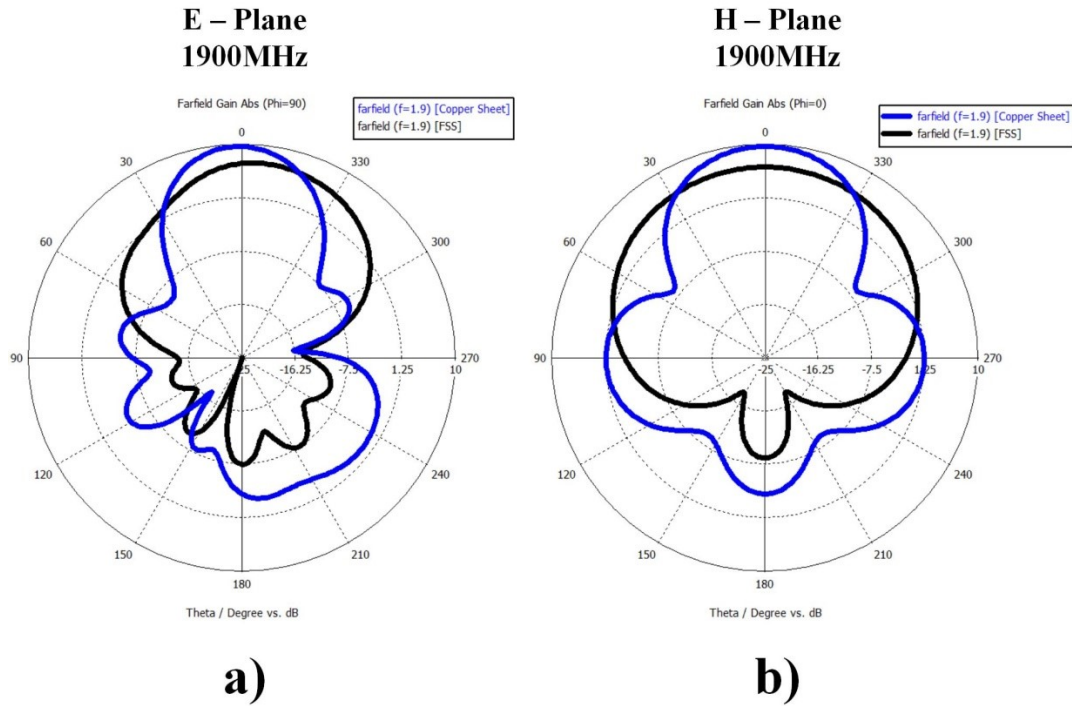 E – Plane
1900MHz
Farfield Gain Abs (Phi=90)
farfield (f=1.9) [Copper Sheet]
farfield (f=1.9) [FSS]
0
30
330
60
300
90
-25
-16.25
-7.5
1.25
10
270
120
240
150
210
180
Theta / Degree vs. dB
a)
H – Plane
1900MHz
Farfield Gain Abs (Phi=0)
farfield (f=1.9) [Copper Sheet]
farfield (f=1.9) [FSS]
0
30
330
60
300
90
-25
-16.25
-7.5
1.25
10
270
120
240
150
210
180
Theta / Degree vs. dB
b)